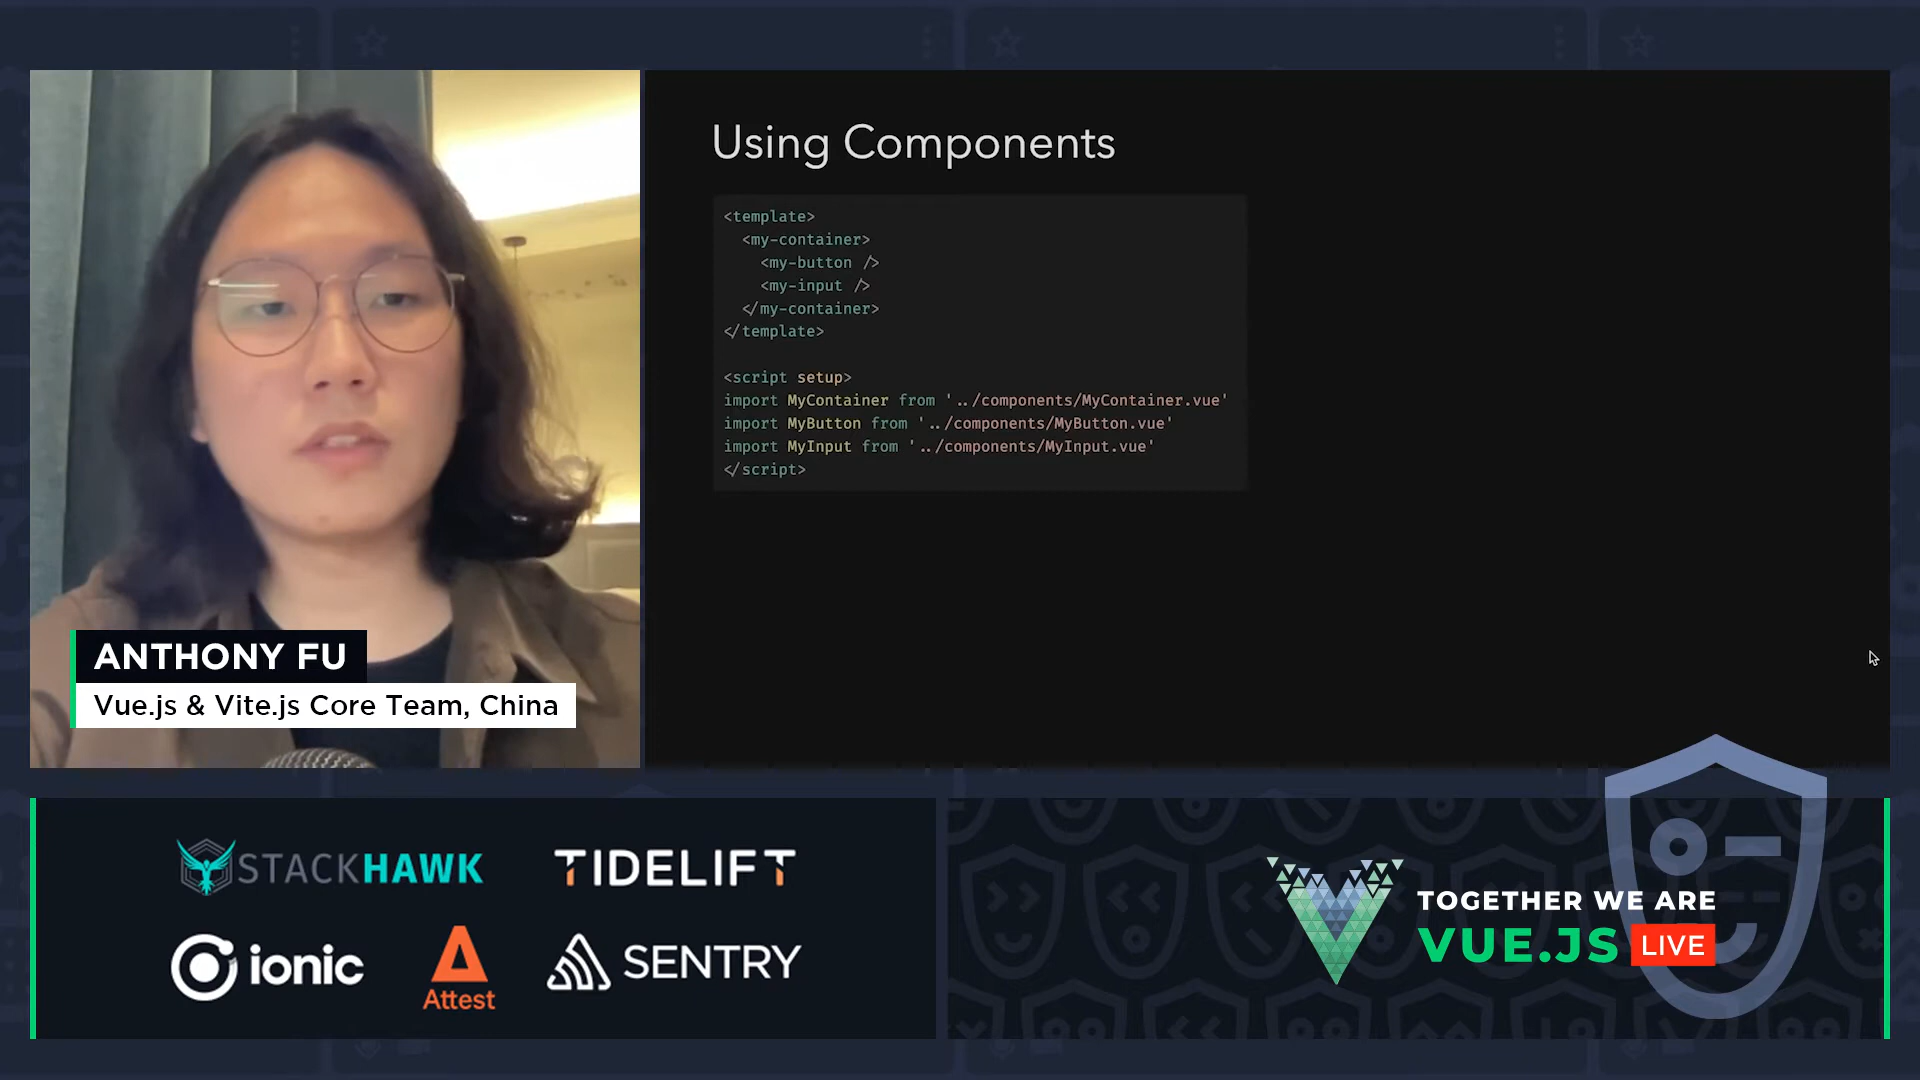 Using Components
<template>
<my-container>
<my-button />
<my-input />
</my-container>
</template>
<script setup>
import MyContainer from '../components/MyContainer.vue'
import MyButton from '../components/MyButton.vue'
import MyInput from '../components/MyInput.vue'
</script>
ANTHONY FU
Vue.js & Vite.js Core Team, China
STACKHAWK
TIDELIFT
ionic
Attest
SENTRY
TOGETHER WE ARE
VUE.JS LIVE